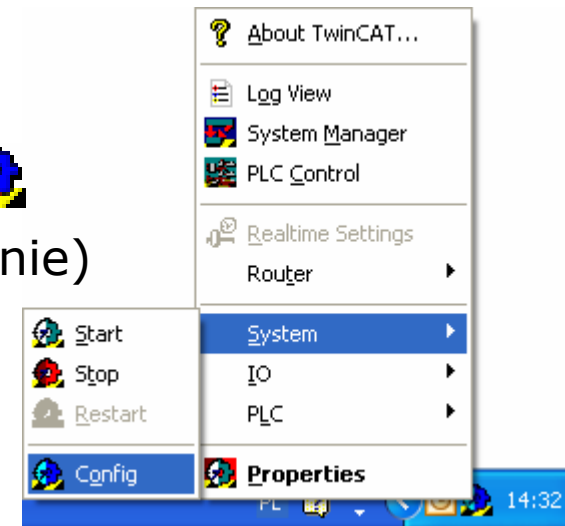 About TwinCAT...
Log View
System Manager
PLC Control
Realtime Settings
Router
System
IO
PLC
Properties
nie)
Start
Stop
Restart
Config
PL
14:32